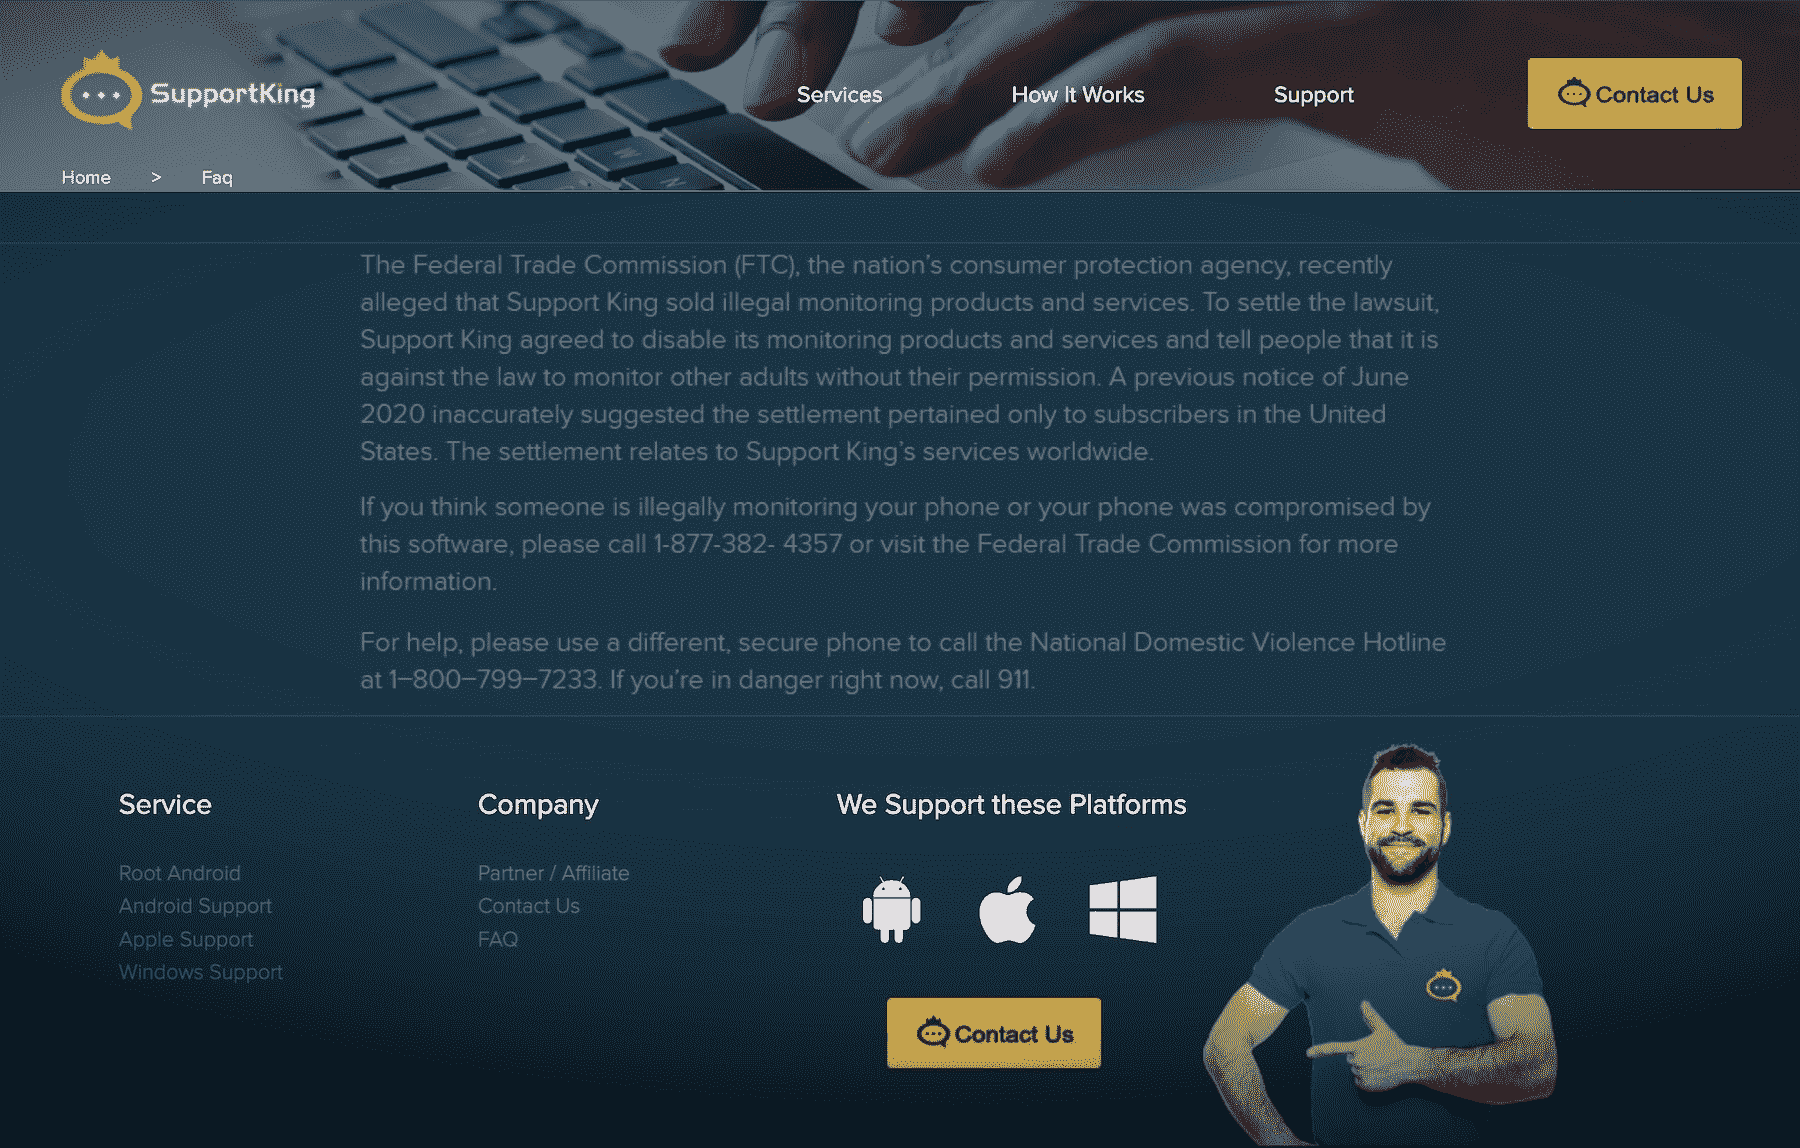 SupportKing
Services
How It Works
Support
Contact Us
Home > Faq
The Federal Trade Commission (FTC), the nation's consumer protection agency, recently
alleged that Support King sold illegal monitoring products and services. To settle the lawsuit,
Support King agreed to disable its monitoring products and services and tell people that it is
against the law to monitor other adults without their permission. A previous notice of June
2020 inaccurately suggested the settlement pertained only to subscribers in the United
States. The settlement relates to Support King's services worldwide.
If you think someone is illegally monitoring your phone or your phone was compromised by
this software, please call 1-877-382- 4357 or visit the Federal Trade Commission for more
information.
For help, please use a different, secure phone to call the National Domestic Violence Hotline
at 1–800–799–7233. If you're in danger right now, call 911.
Service
Root Android
Android Support
Apple Support
Windows Support
Company
Partner / Affiliate
Contact Us
FAQ
We Support these Platforms
Contact Us